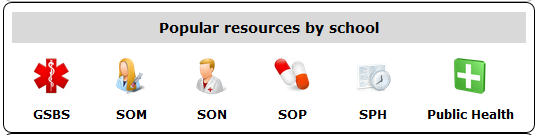 Popular resources by school
GSBS SOM SON SOP SPH Public Health